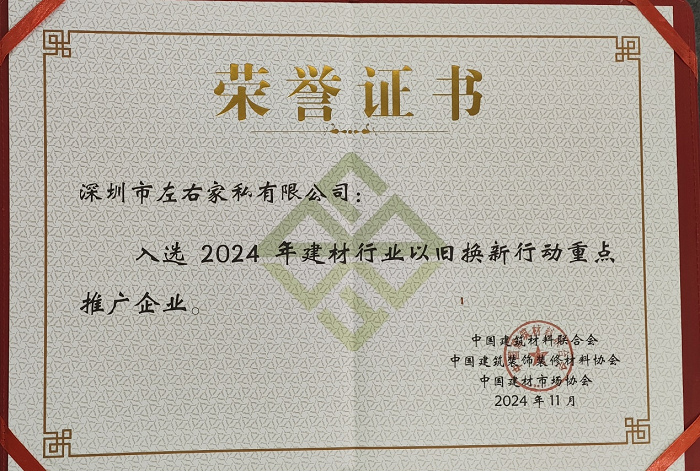 荣誉证书
深圳市左右家私有限公司：
入选 2024 年建材行业以旧换新行动重点
推广企业。
中国建筑材料联合会
中国建筑装饰装修材料协会
中国建材市场协会
2024 年 11 月